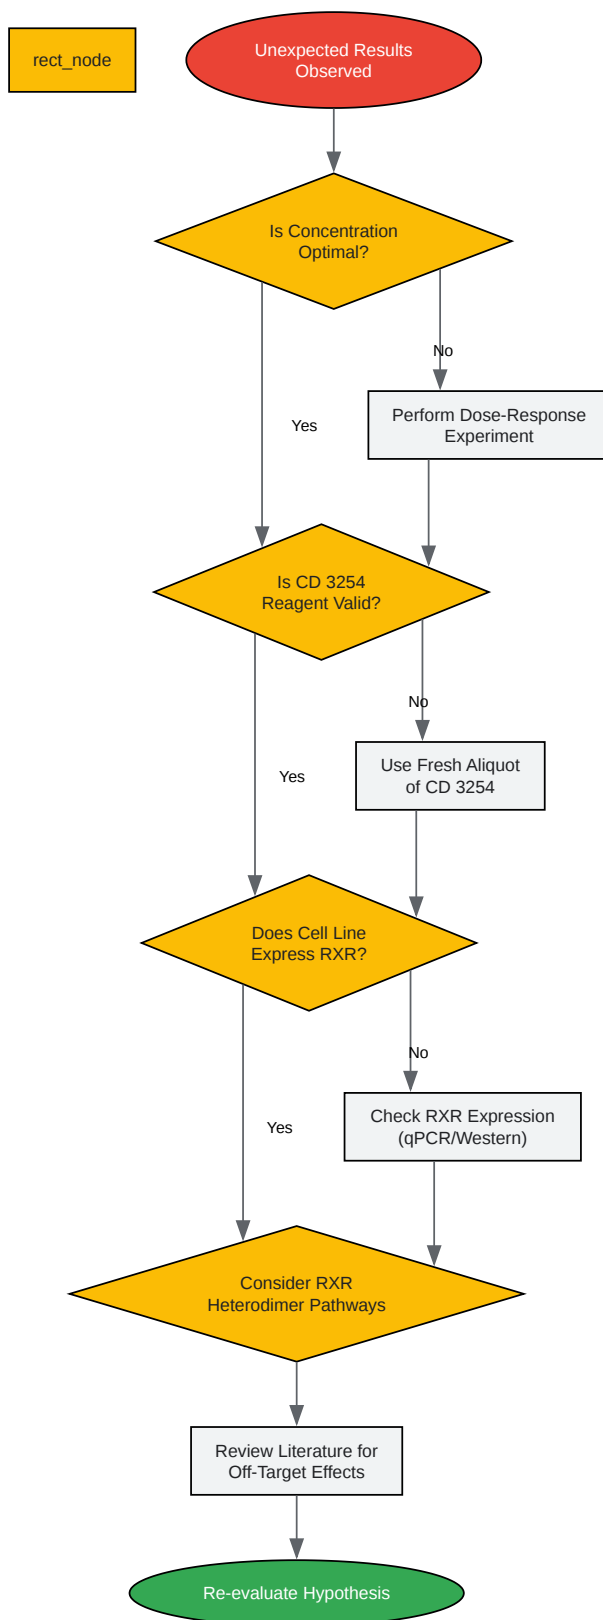 rect_node
Unexpected Results
Observed
Is Concentration
Optimal?
No
Perform Dose-Response
Experiment
Yes
Is CD 3254
Reagent Valid?
No
Use Fresh Aliquot
of CD 3254
Yes
Does Cell Line
Express RXR?
No
Check RXR Expression
(qPCR/Western)
Yes
Consider RXR
Heterodimer Pathways
Review Literature for
Off-Target Effects
Re-evaluate Hypothesis